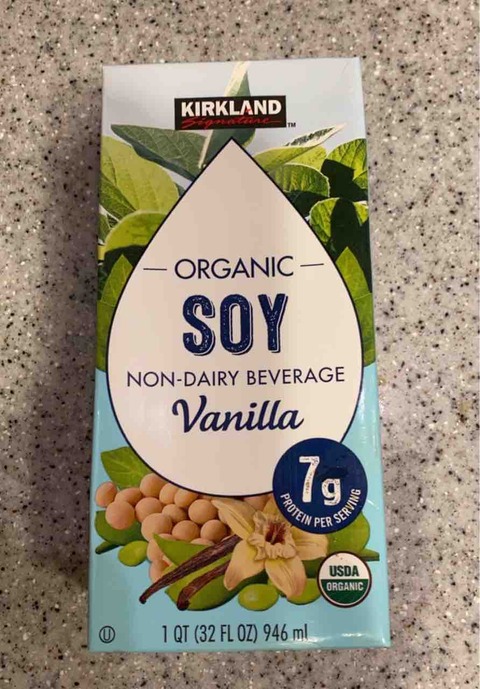 KIRKLAND
Signature™
ORGANIC
SOY
NON-DAIRY BEVERAGE
Vanilla
7g
PROTEIN PER SERVING
USDA
ORGANIC
U
1 QT (32 FL OZ) 946 ml